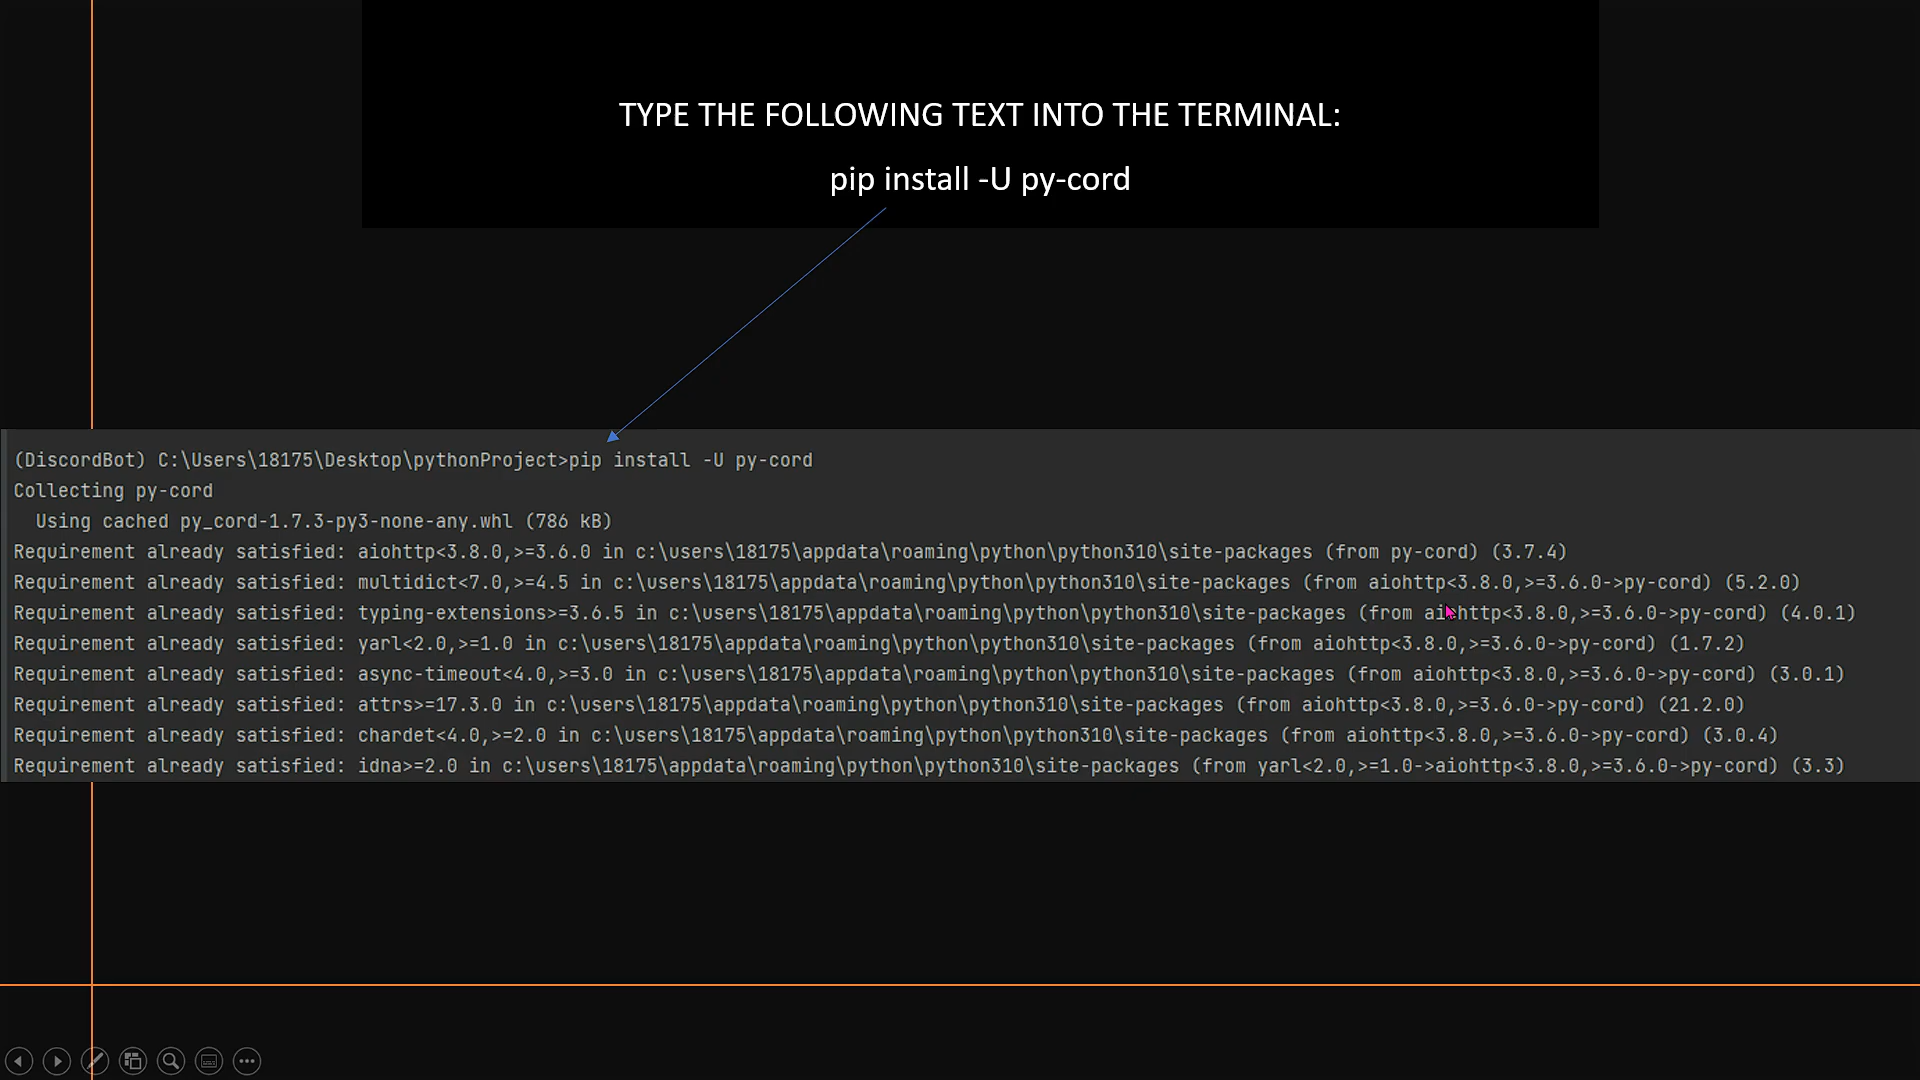 TYPE THE FOLLOWING TEXT INTO THE TERMINAL:
pip install -U py-cord
(DiscordBot) C:\Users\18175\Desktop\pythonProject>pip install -U py-cord
Collecting py-cord
  Using cached py_cord-1.7.3-py3-none-any.whl (786 kB)
Requirement already satisfied: aiohttp<3.8.0,>=3.6.0 in c:\users\18175\appdata\roaming\python\python310\site-packages (from py-cord) (3.7.4)
Requirement already satisfied: multidict<7.0,>=4.5 in c:\users\18175\appdata\roaming\python\python310\site-packages (from aiohttp<3.8.0,>=3.6.0->py-cord) (5.2.0)
Requirement already satisfied: typing-extensions>=3.6.5 in c:\users\18175\appdata\roaming\python\python310\site-packages (from aiohttp<3.8.0,>=3.6.0->py-cord) (4.0.1)
Requirement already satisfied: yarl<2.0,>=1.0 in c:\users\18175\appdata\roaming\python\python310\site-packages (from aiohttp<3.8.0,>=3.6.0->py-cord) (1.7.2)
Requirement already satisfied: async-timeout<4.0,>=3.0 in c:\users\18175\appdata\roaming\python\python310\site-packages (from aiohttp<3.8.0,>=3.6.0->py-cord) (3.0.1)
Requirement already satisfied: attrs>=17.3.0 in c:\users\18175\appdata\roaming\python\python310\site-packages (from aiohttp<3.8.0,>=3.6.0->py-cord) (21.2.0)
Requirement already satisfied: chardet<4.0,>=2.0 in c:\users\18175\appdata\roaming\python\python310\site-packages (from aiohttp<3.8.0,>=3.6.0->py-cord) (3.0.4)
Requirement already satisfied: idna>=2.0 in c:\users\18175\appdata\roaming\python\python310\site-packages (from yarl<2.0,>=1.0->aiohttp<3.8.0,>=3.6.0->py-cord) (3.3)